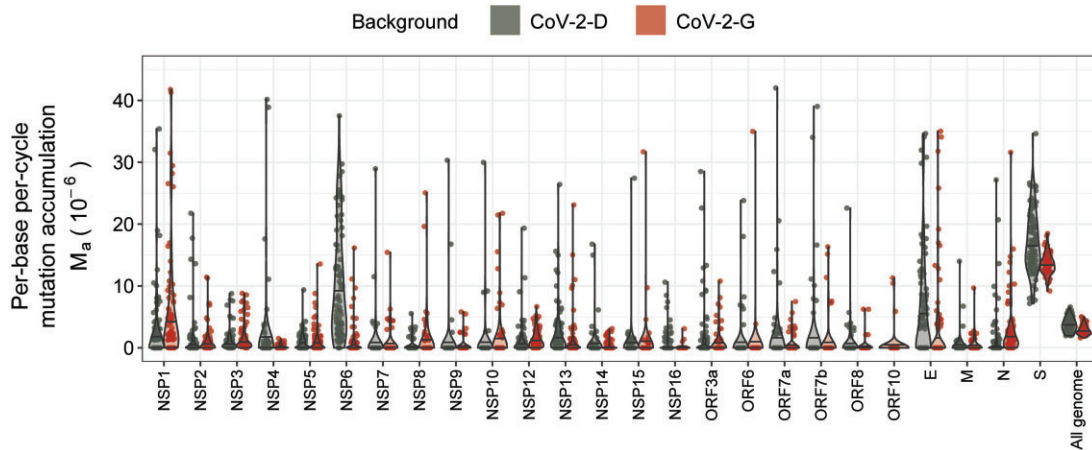 Background CoV-2-D CoV-2-G
Per-base per-cycle
mutation accumulation
Mₐ ( 10⁻⁶ )
40
30
20
10
0
NSP1
NSP2
NSP3
NSP4
NSP5
NSP6
NSP7
NSP8
NSP9
NSP10
NSP12
NSP13
NSP14
NSP15
NSP16
ORF3a
ORF6
ORF7a
ORF7b
ORF8
ORF10
E
M
N
S
All genome